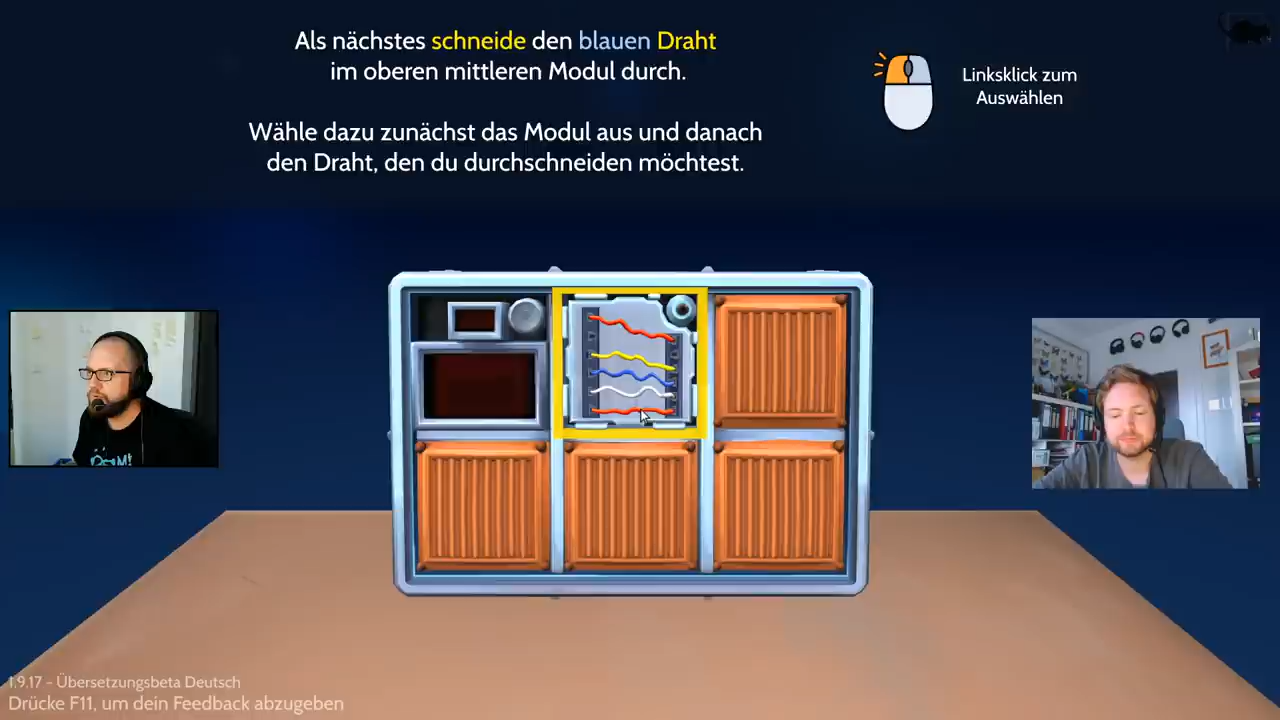 Als nächstes schneide den blauen Draht
im oberen mittleren Modul durch.
Wähle dazu zunächst das Modul aus und danach
den Draht, den du durchschneiden möchtest.
Linksklick zum
Auswählen
1.9.17 - Übersetzungsbeta Deutsch
Drücke F11, um dein Feedback abzugeben